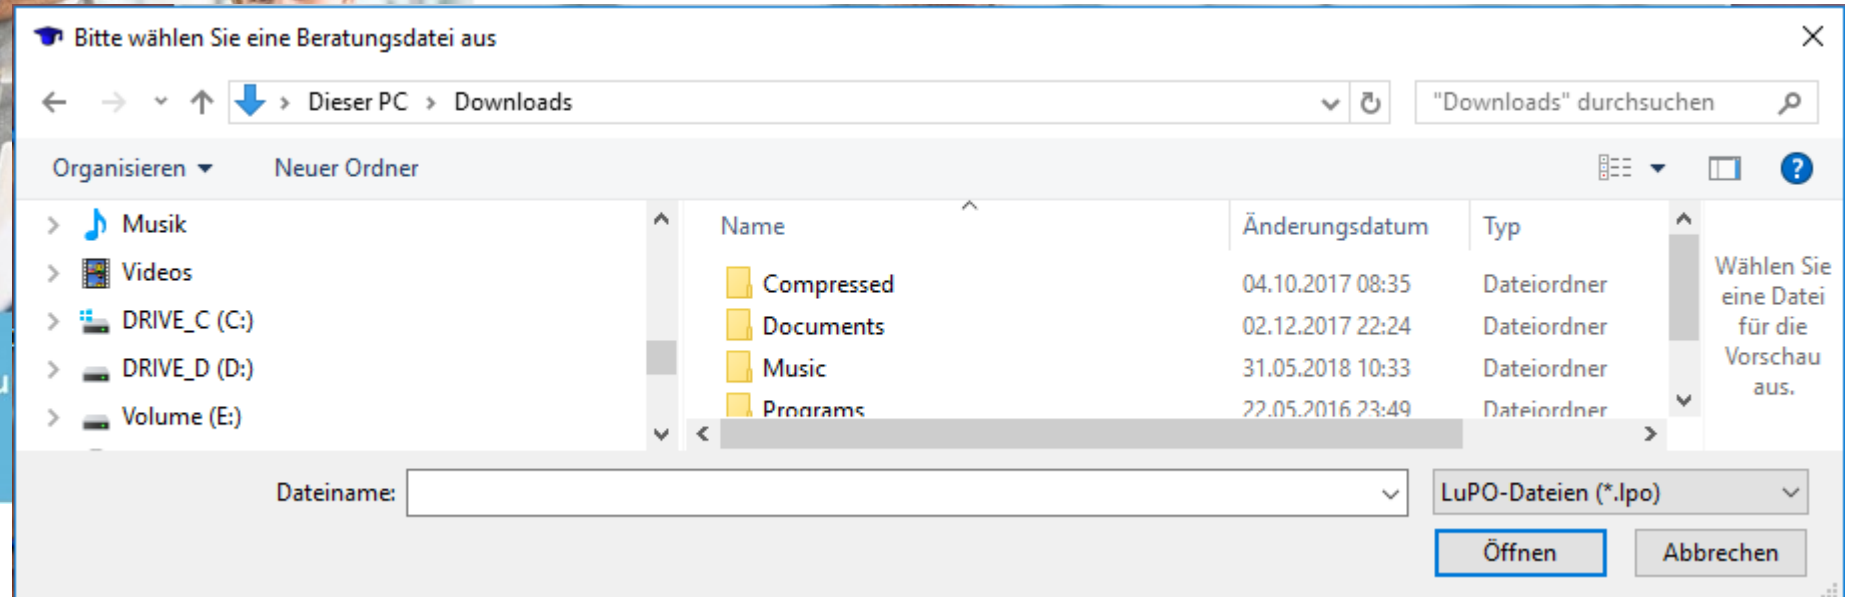 Bitte wählen Sie eine Beratungsdatei aus
Dieser PC > Downloads
"Downloads" durchsuchen
Organisieren
Neuer Ordner
Musik
Videos
DRIVE_C (C:)
DRIVE_D (D:)
Volume (E:)
Name Änderungsdatum Typ
Compressed 04.10.2017 08:35 Dateiordner
Documents 02.12.2017 22:24 Dateiordner
Music 31.05.2018 10:33 Dateiordner
Programs 22.05.2016 23:49 Dateiordner
Wählen Sie
eine Datei
für die
Vorschau
aus.
Dateiname:
LuPO-Dateien (*.lpo)
Öffnen
Abbrechen